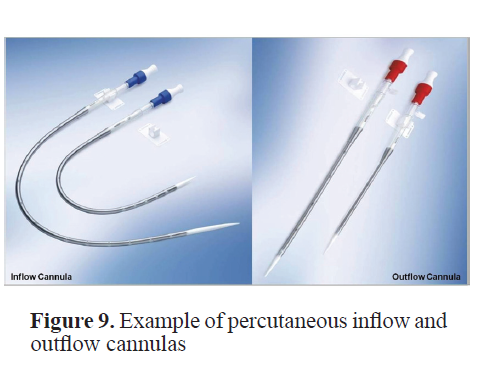 Inflow Cannula
Outflow Cannula
Figure 9. Example of percutaneous inflow and
outflow cannulas